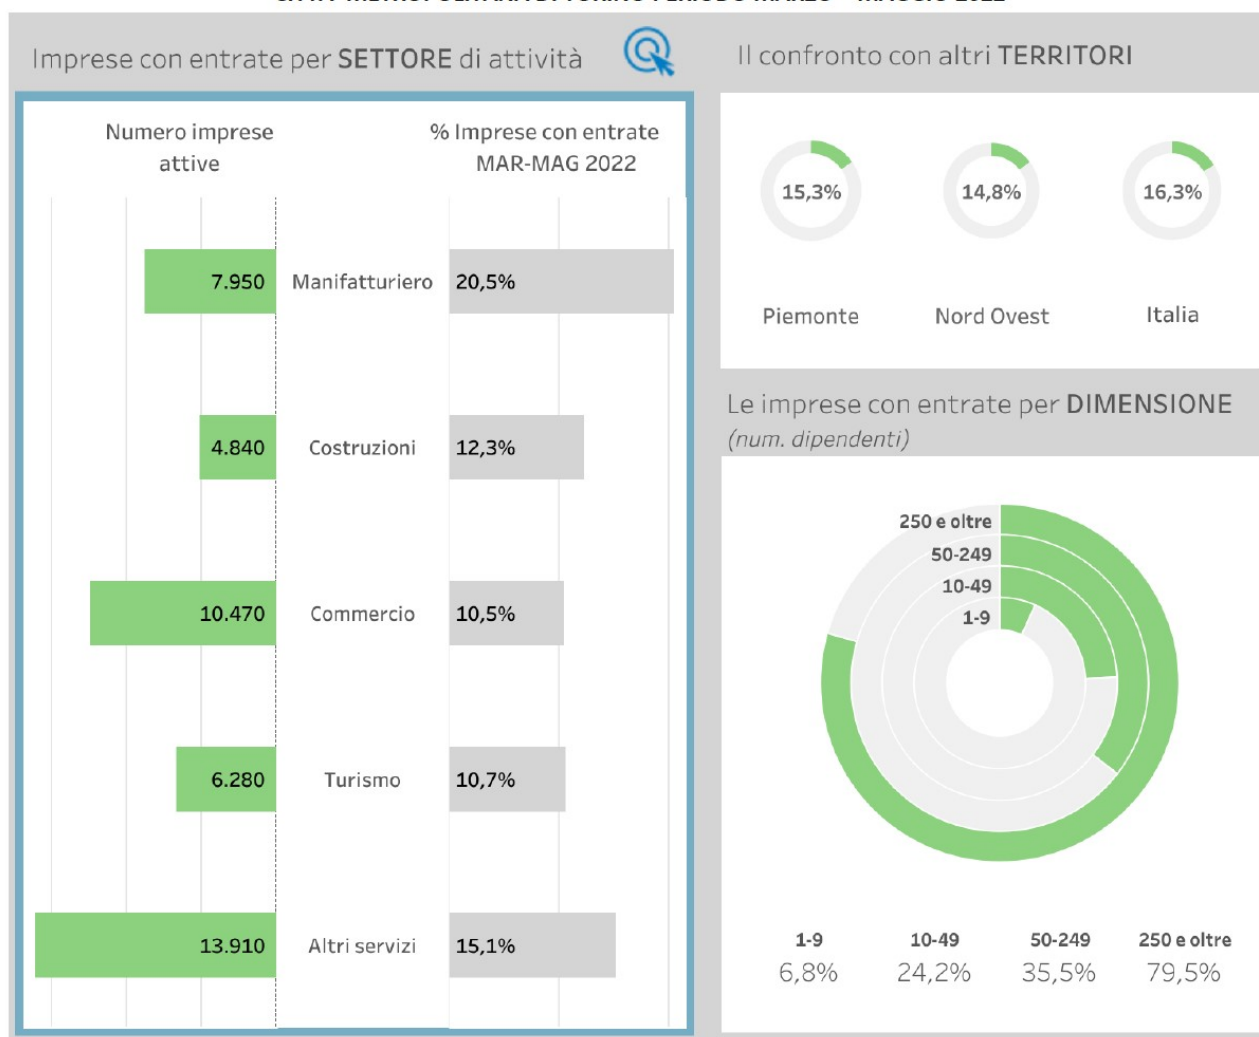 Imprese con entrate per SETTORE di attività
Numero imprese
attive
% Imprese con entrate
MAR-MAG 2022
7.950 Manifatturiero 20,5%
4.840 Costruzioni 12,3%
10.470 Commercio 10,5%
6.280 Turismo 10,7%
13.910 Altri servizi 15,1%
Il confronto con altri TERRITORI
15,3% 14,8% 16,3%
Piemonte Nord Ovest Italia
Le imprese con entrate per DIMENSIONE
(num. dipendenti)
250 e oltre
50-249
10-49
1-9
1-9 10-49 50-249 250 e oltre
6,8% 24,2% 35,5% 79,5%